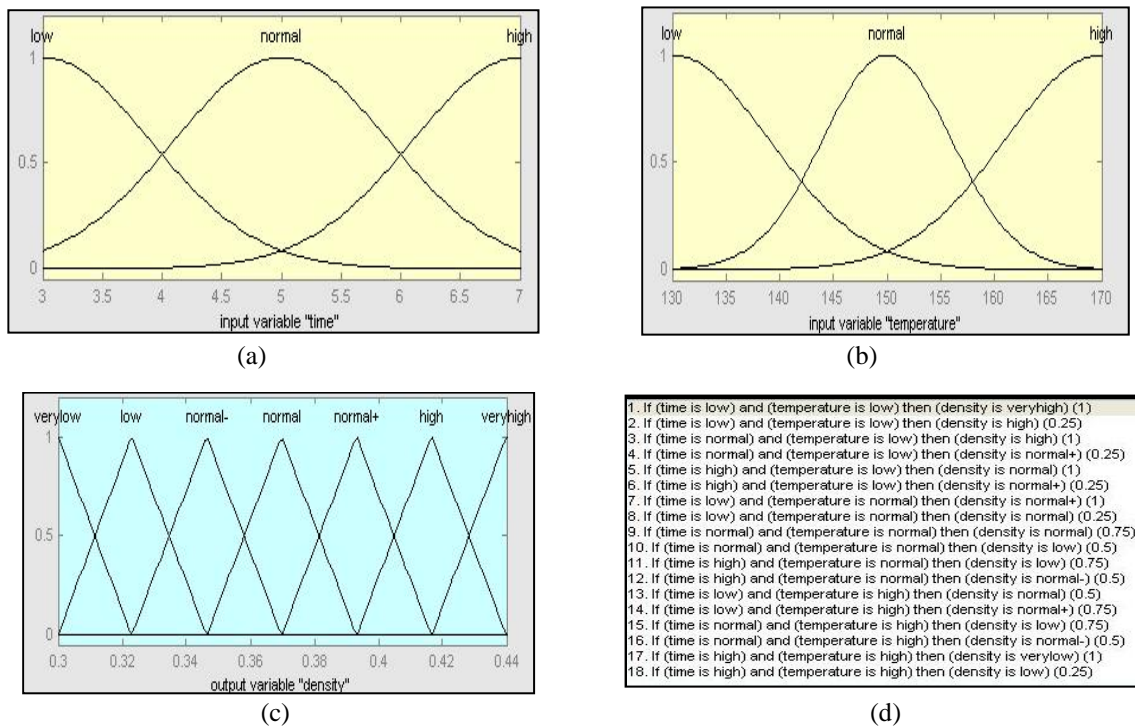 low normal high
1
0.5
0
3 3.5 4 4.5 5 5.5 6 6.5 7
input variable "time"
(a)
low normal high
1
0.5
0
130 135 140 145 150 155 160 165 170
input variable "temperature"
(b)
verylow low normal- normal normal+ high veryhigh
1
0.5
0
0.3 0.32 0.34 0.36 0.38 0.4 0.42 0.44
output variable "density"
(c)
1. If (time is low) and (temperature is low) then (density is veryhigh) (1)
2. If (time is low) and (temperature is low) then (density is high) (0.25)
3. If (time is normal) and (temperature is low) then (density is high) (1)
4. If (time is normal) and (temperature is low) then (density is normal+) (0.25)
5. If (time is high) and (temperature is low) then (density is normal) (1)
6. If (time is high) and (temperature is low) then (density is normal+) (0.25)
7. If (time is low) and (temperature is normal) then (density is normal+) (1)
8. If (time is low) and (temperature is normal) then (density is normal) (0.25)
9. If (time is normal) and (temperature is normal) then (density is normal) (0.75)
10. If (time is normal) and (temperature is normal) then (density is low) (0.5)
11. If (time is high) and (temperature is normal) then (density is low) (0.75)
12. If (time is high) and (temperature is normal) then (density is normal-) (0.5)
13. If (time is low) and (temperature is high) then (density is normal) (0.5)
14. If (time is low) and (temperature is high) then (density is normal+) (0.75)
15. If (time is normal) and (temperature is high) then (density is low) (0.75)
16. If (time is normal) and (temperature is high) then (density is normal-) (0.5)
17. If (time is high) and (temperature is high) then (density is verylow) (1)
18. If (time is high) and (temperature is high) then (density is low) (0.25)
(d)